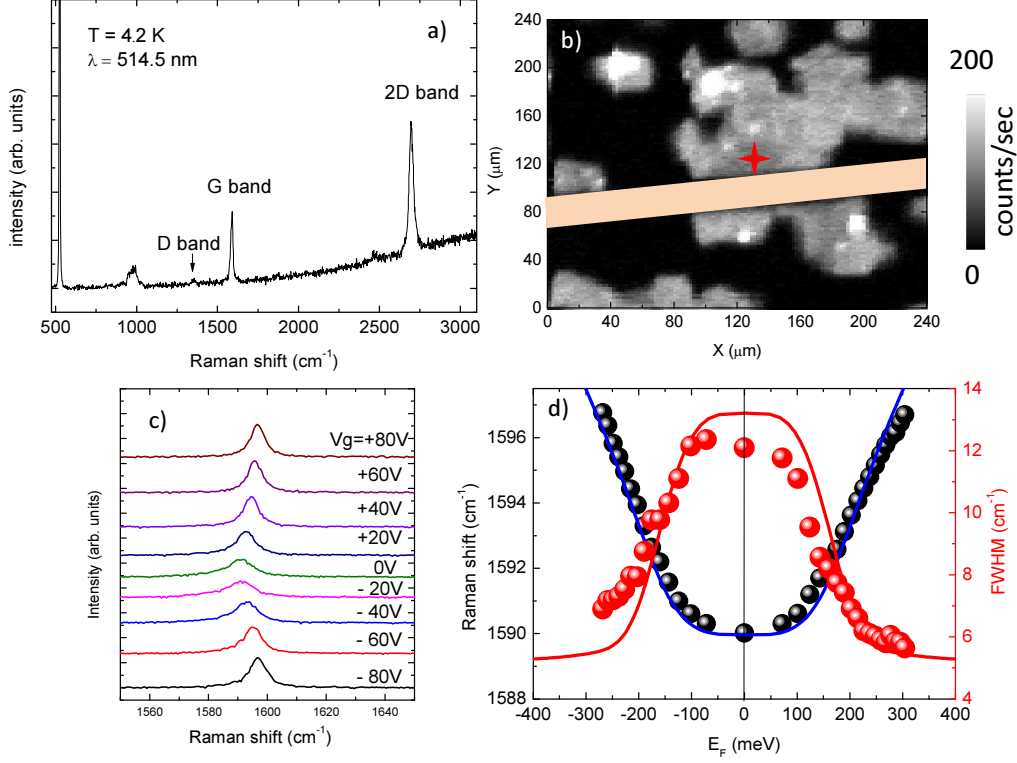 a)
T = 4.2 K
λ = 514.5 nm
2D band
G band
D band
intensity (arb. units)
500 1000 1500 2000 2500 3000
Raman shift (cm⁻¹)
b)
240
200
160
120
80
40
0
Y (μm)
0 40 80 120 160 200 240
X (μm)
200
0
counts/sec
c)
Vg=+80V
+60V
+40V
+20V
0V
- 20V
- 40V
- 60V
- 80V
Intensity (arb. units)
1560 1580 1600 1620 1640
Raman shift (cm⁻¹)
d)
1596
1594
1592
1590
1588
Raman shift (cm⁻¹)
14
12
10
8
6
4
FWHM (cm⁻¹)
-400 -300 -200 -100 0 100 200 300 400
E_F (meV)